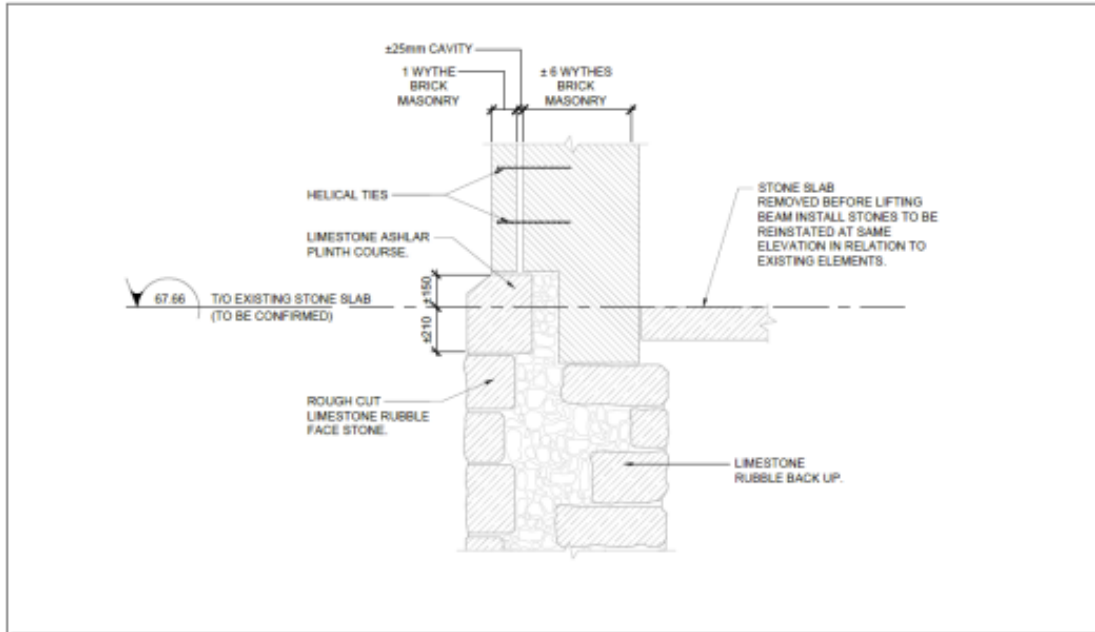 ±25mm CAVITY
1 WYTHE
BRICK
MASONRY
± 6 WYTHES
BRICK
MASONRY
HELICAL TIES
STONE SLAB
REMOVED BEFORE LIFTING
BEAM INSTALL STONES TO BE
REINSTATED AT SAME
ELEVATION IN RELATION TO
EXISTING ELEMENTS.
LIMESTONE ASHLAR
PLINTH COURSE.
±150
67.66
T/O EXISTING STONE SLAB
(TO BE CONFIRMED)
±210
ROUGH CUT
LIMESTONE RUBBLE
FACE STONE.
LIMESTONE
RUBBLE BACK UP.